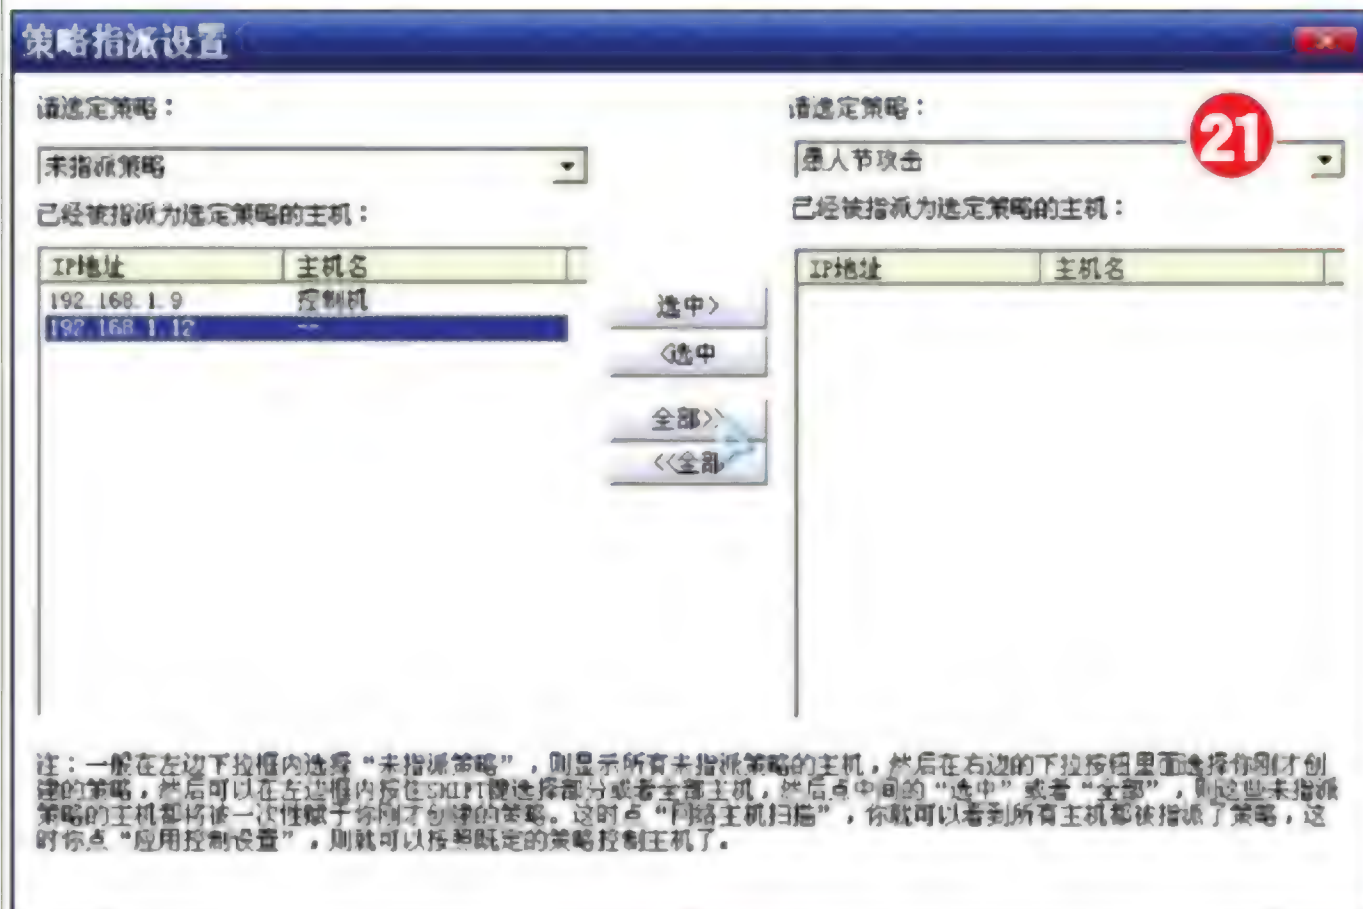 策略指派设置
请选定策略：
请选定策略：
21
未指派策略
愚人节攻击
已经被指派为选定策略的主机：
已经被指派为选定策略的主机：
IP地址 主机名
IP地址 主机名
192.168.1.9 控制机
192.168.1.12 --
选中>
<选中
全部>>
<<全部
注：一般在左边下拉框内选择“未指派策略”，则显示所有未指派策略的主机，然后在右边的下拉按钮里面选择你刚才创
建的策略，然后可以在左边框内按住SHIFT键选择部分或者全部主机，然后点中间的“选中”或者“全部”，则这些未指派
策略的主机都将被一次性赋于你刚才创建的策略。这时点“网络主机扫描”，你就可以看到所有主机都被指派了策略，这
时你点“应用控制设置”，则就可以按照既定的策略控制主机了。